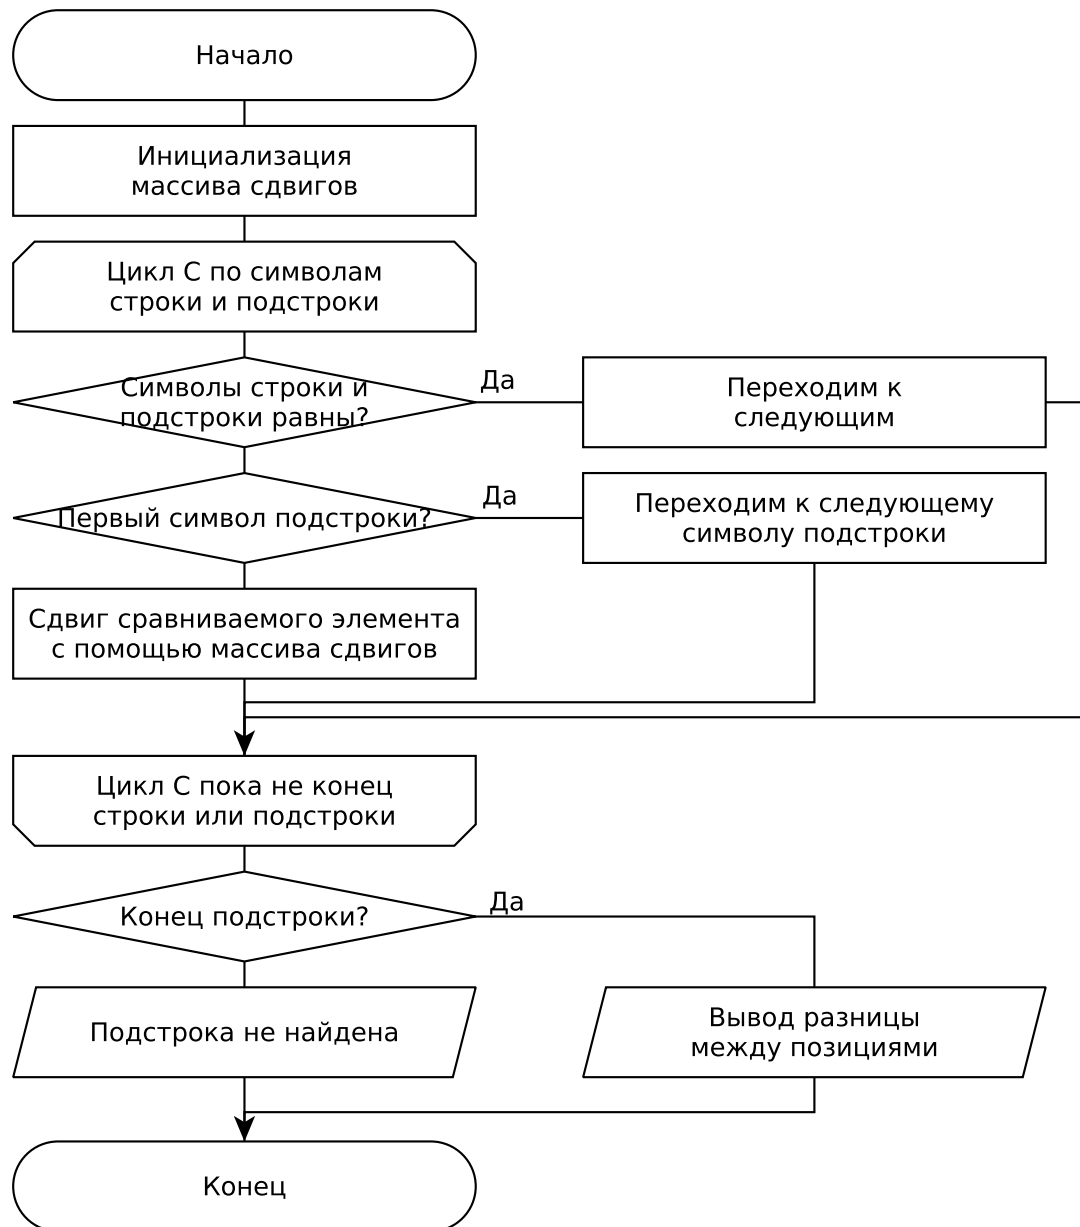 Начало
Инициализация
массива сдвигов
Цикл С по символам
строки и подстроки
Символы строки и
подстроки равны?
Да
Переходим к
следующим
Первый символ подстроки?
Да
Переходим к следующему
символу подстроки
Сдвиг сравниваемого элемента
с помощью массива сдвигов
Цикл С пока не конец
строки или подстроки
Конец подстроки?
Да
Подстрока не найдена
Вывод разницы
между позициями
Конец